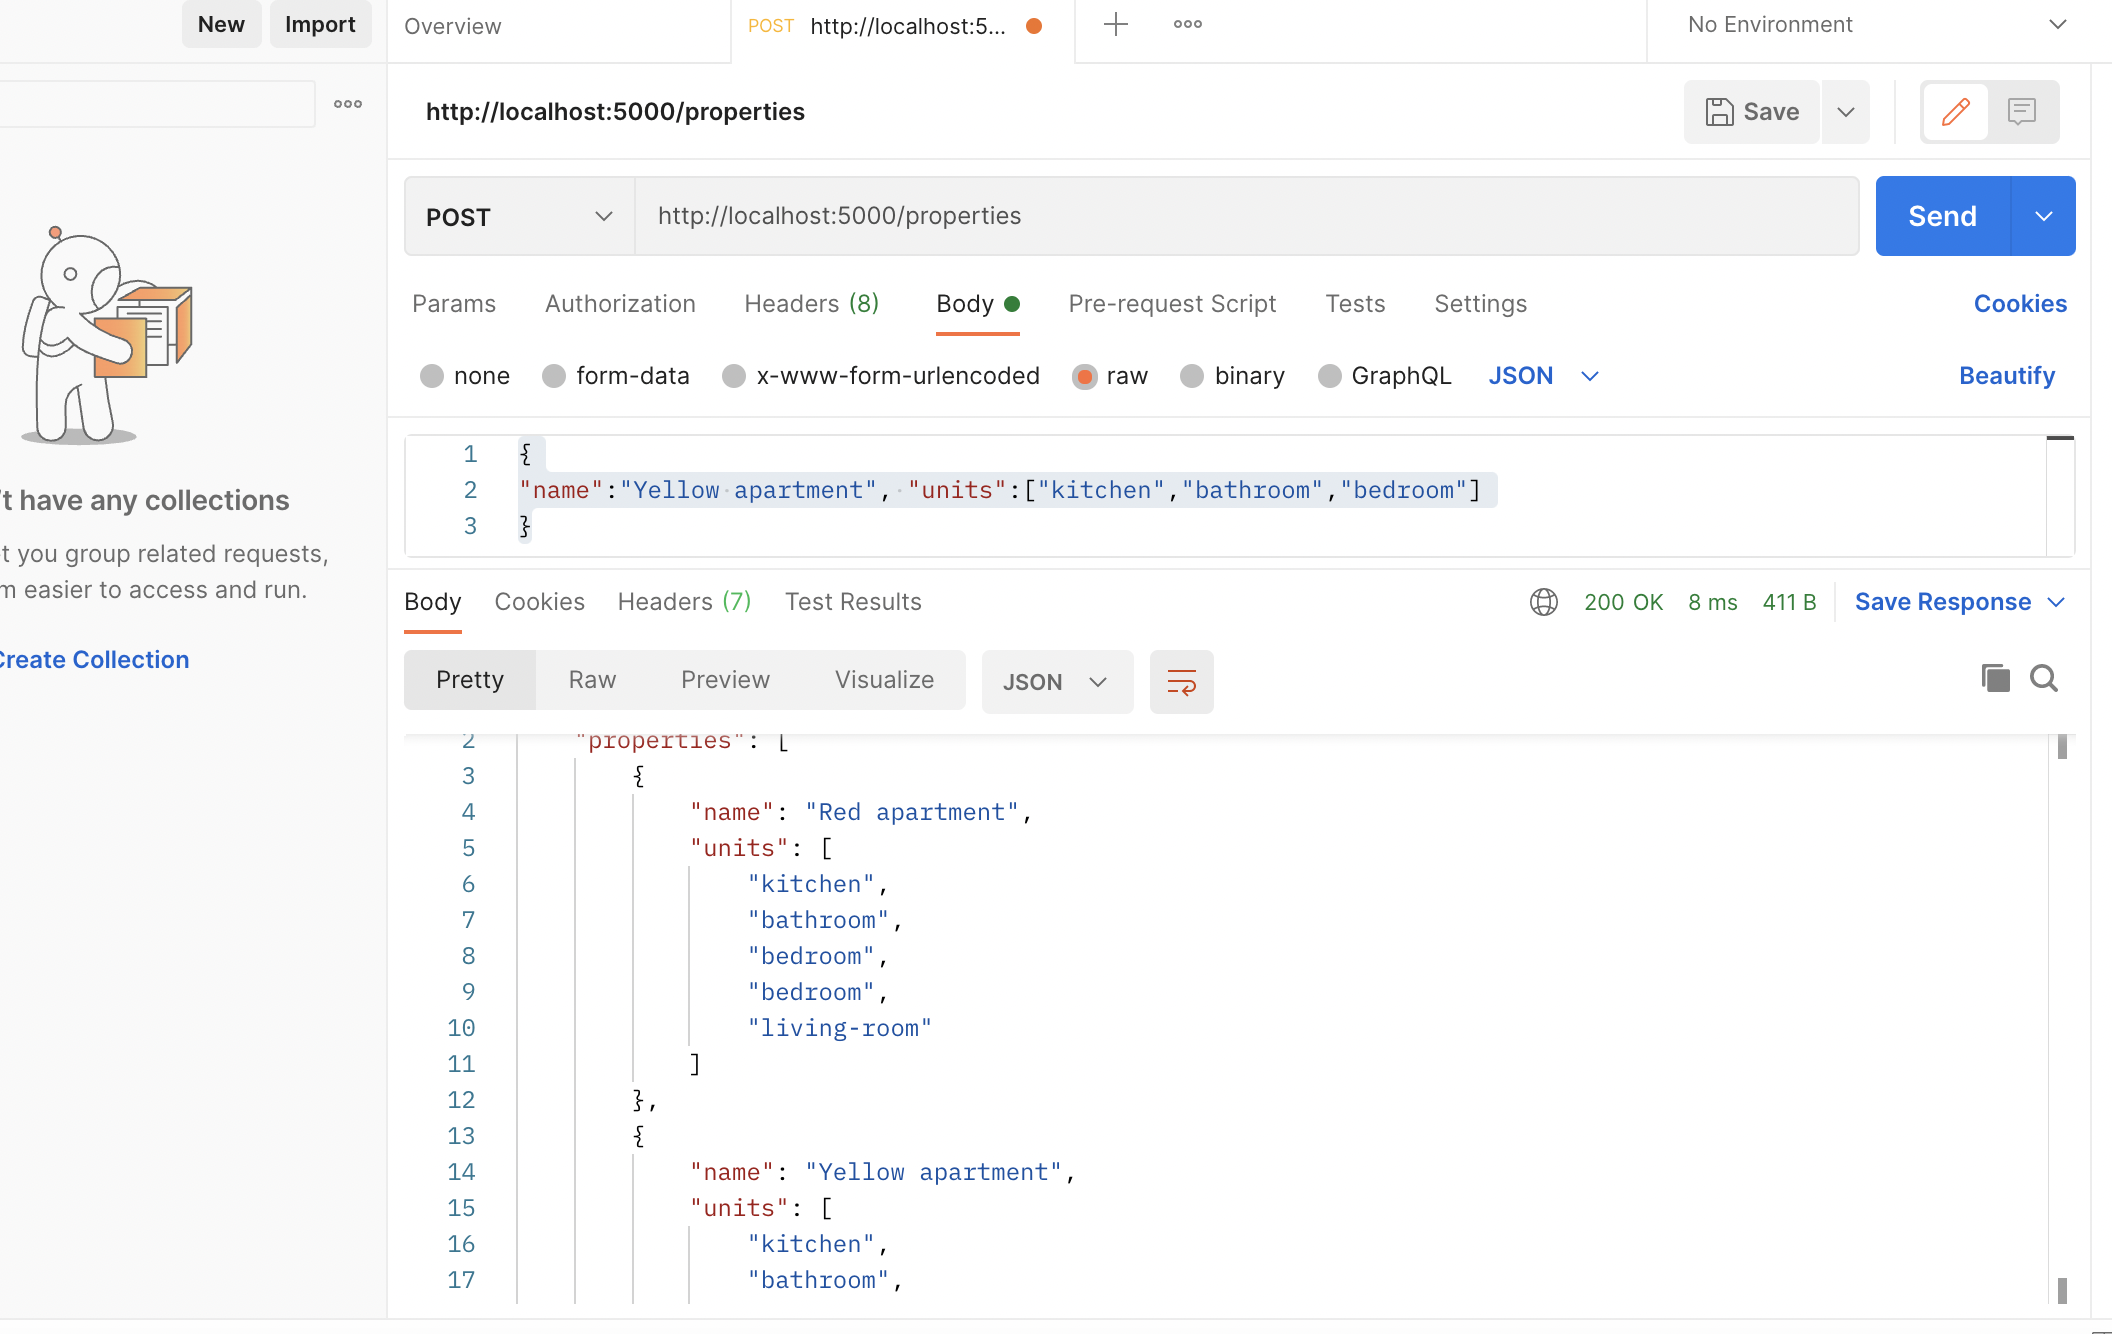 New Import Overview POST http://localhost:5... No Environment
http://localhost:5000/properties Save
POST http://localhost:5000/properties Send
Params Authorization Headers (8) Body Pre-request Script Tests Settings Cookies
none form-data x-www-form-urlencoded raw binary GraphQL JSON Beautify
1 {
2 "name":"Yellow apartment", "units":["kitchen","bathroom","bedroom"]
3 }
't have any collections
t you group related requests,
m easier to access and run.
Create Collection
Body Cookies Headers (7) Test Results 200 OK 8 ms 411 B Save Response
Pretty Raw Preview Visualize JSON
2 "properties": [
3 {
4 "name": "Red apartment",
5 "units": [
6 "kitchen",
7 "bathroom",
8 "bedroom",
9 "bedroom",
10 "living-room"
11 ]
12 },
13 {
14 "name": "Yellow apartment",
15 "units": [
16 "kitchen",
17 "bathroom",